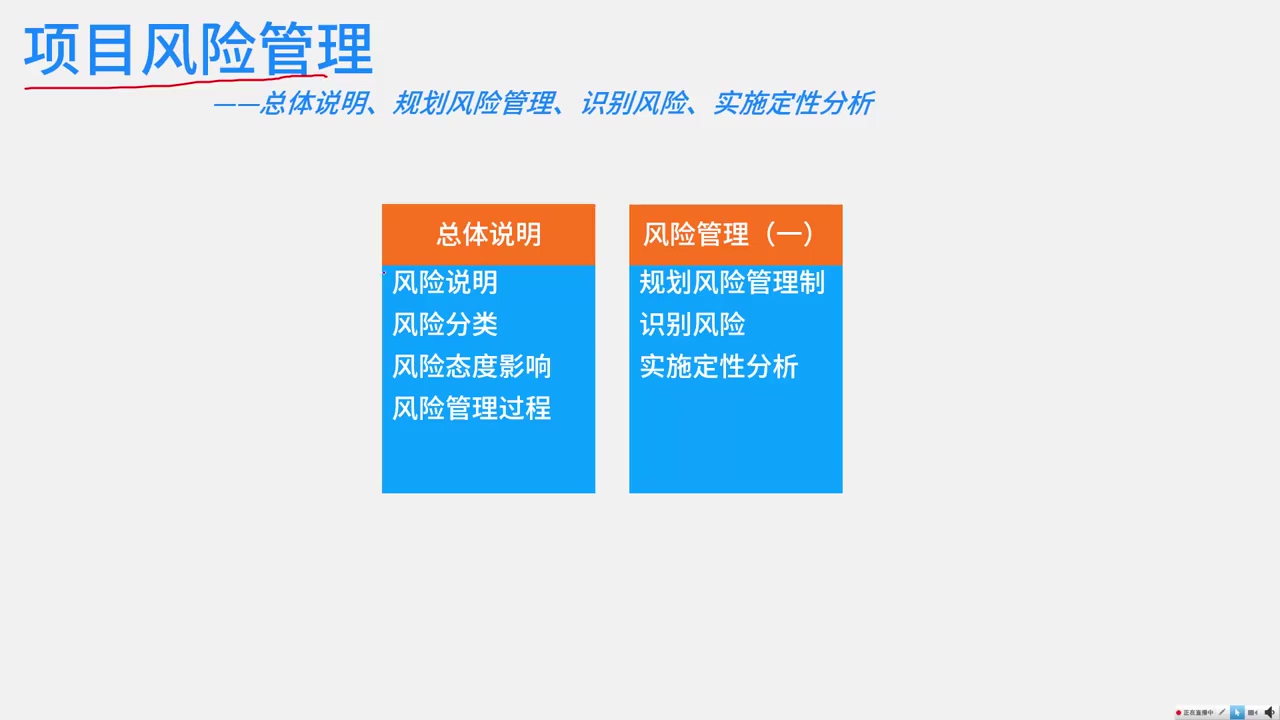 项目风险管理
——总体说明、规划风险管理、识别风险、实施定性分析
总体说明
风险说明
风险分类
风险态度影响
风险管理过程
风险管理（一）
规划风险管理制
识别风险
实施定性分析
正在直播中